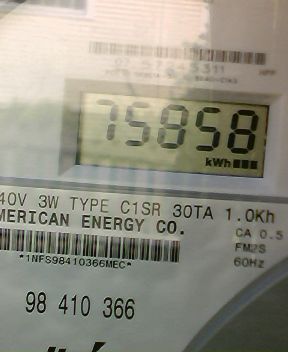 75858
kWh
40V 3W TYPE C1SR 30TA 1.0Kh
MERICAN ENERGY CO.
CA 0.5
FM2S
*1NFS98410366MEC*
60Hz
98 410 366